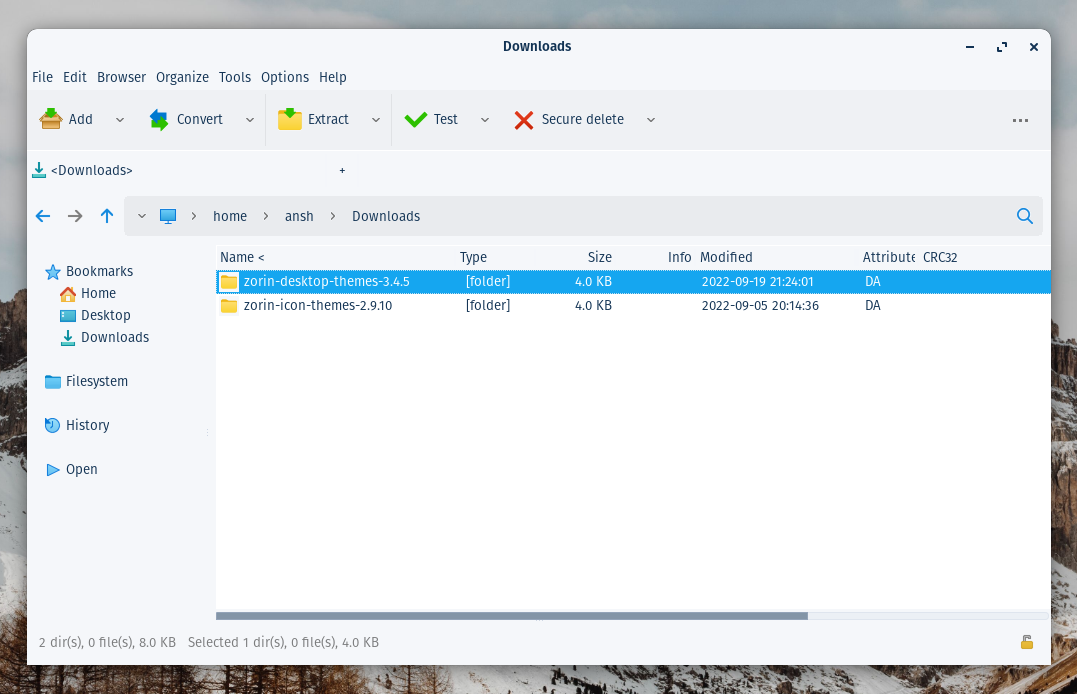 Downloads
File Edit Browser Organize Tools Options Help
Add Convert Extract Test Secure delete
<Downloads> +
home ansh Downloads
Bookmarks
Home
Desktop
Downloads
Filesystem
History
Open
Name < Type Size Info Modified Attribute CRC32
zorin-desktop-themes-3.4.5 [folder] 4.0 KB 2022-09-19 21:24:01 DA
zorin-icon-themes-2.9.10 [folder] 4.0 KB 2022-09-05 20:14:36 DA
2 dir(s), 0 file(s), 8.0 KB Selected 1 dir(s), 0 file(s), 4.0 KB